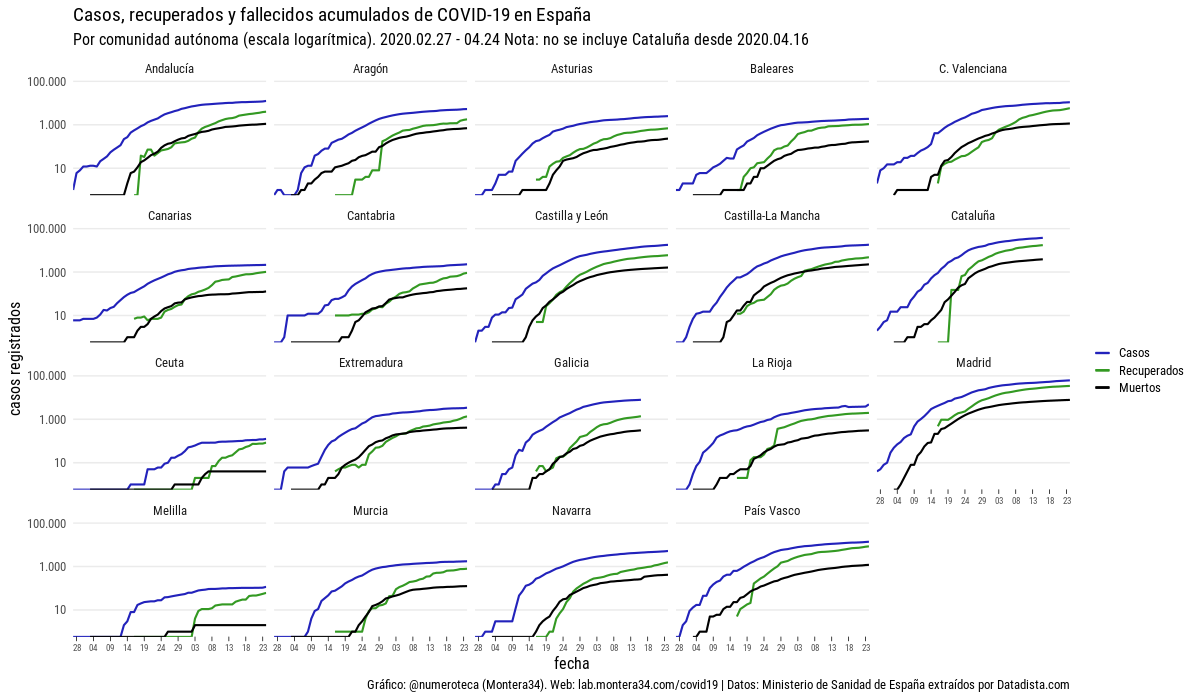 Casos, recuperados y fallecidos acumulados de COVID-19 en España
Por comunidad autónoma (escala logarítmica). 2020.02.27 - 04.24 Nota: no se incluye Cataluña desde 2020.04.16
Andalucía Aragón Asturias Baleares C. Valenciana
100.000
1.000
10
Canarias Cantabria Castilla y León Castilla-La Mancha Cataluña
100.000
1.000
10
Ceuta Extremadura Galicia La Rioja Madrid
100.000
1.000
10
28 04 09 14 19 24 29 03 08 13 18 23
Melilla Murcia Navarra País Vasco
100.000
1.000
10
28 04 09 14 19 24 29 03 08 13 18 23 28 04 09 14 19 24 29 03 08 13 18 23 28 04 09 14 19 24 29 03 08 13 18 23 28 04 09 14 19 24 29 03 08 13 18 23
casos registrados
fecha
Casos
Recuperados
Muertos
Gráfico: @numeroteca (Montera34). Web: lab.montera34.com/covid19 | Datos: Ministerio de Sanidad de España extraídos por Datadista.com